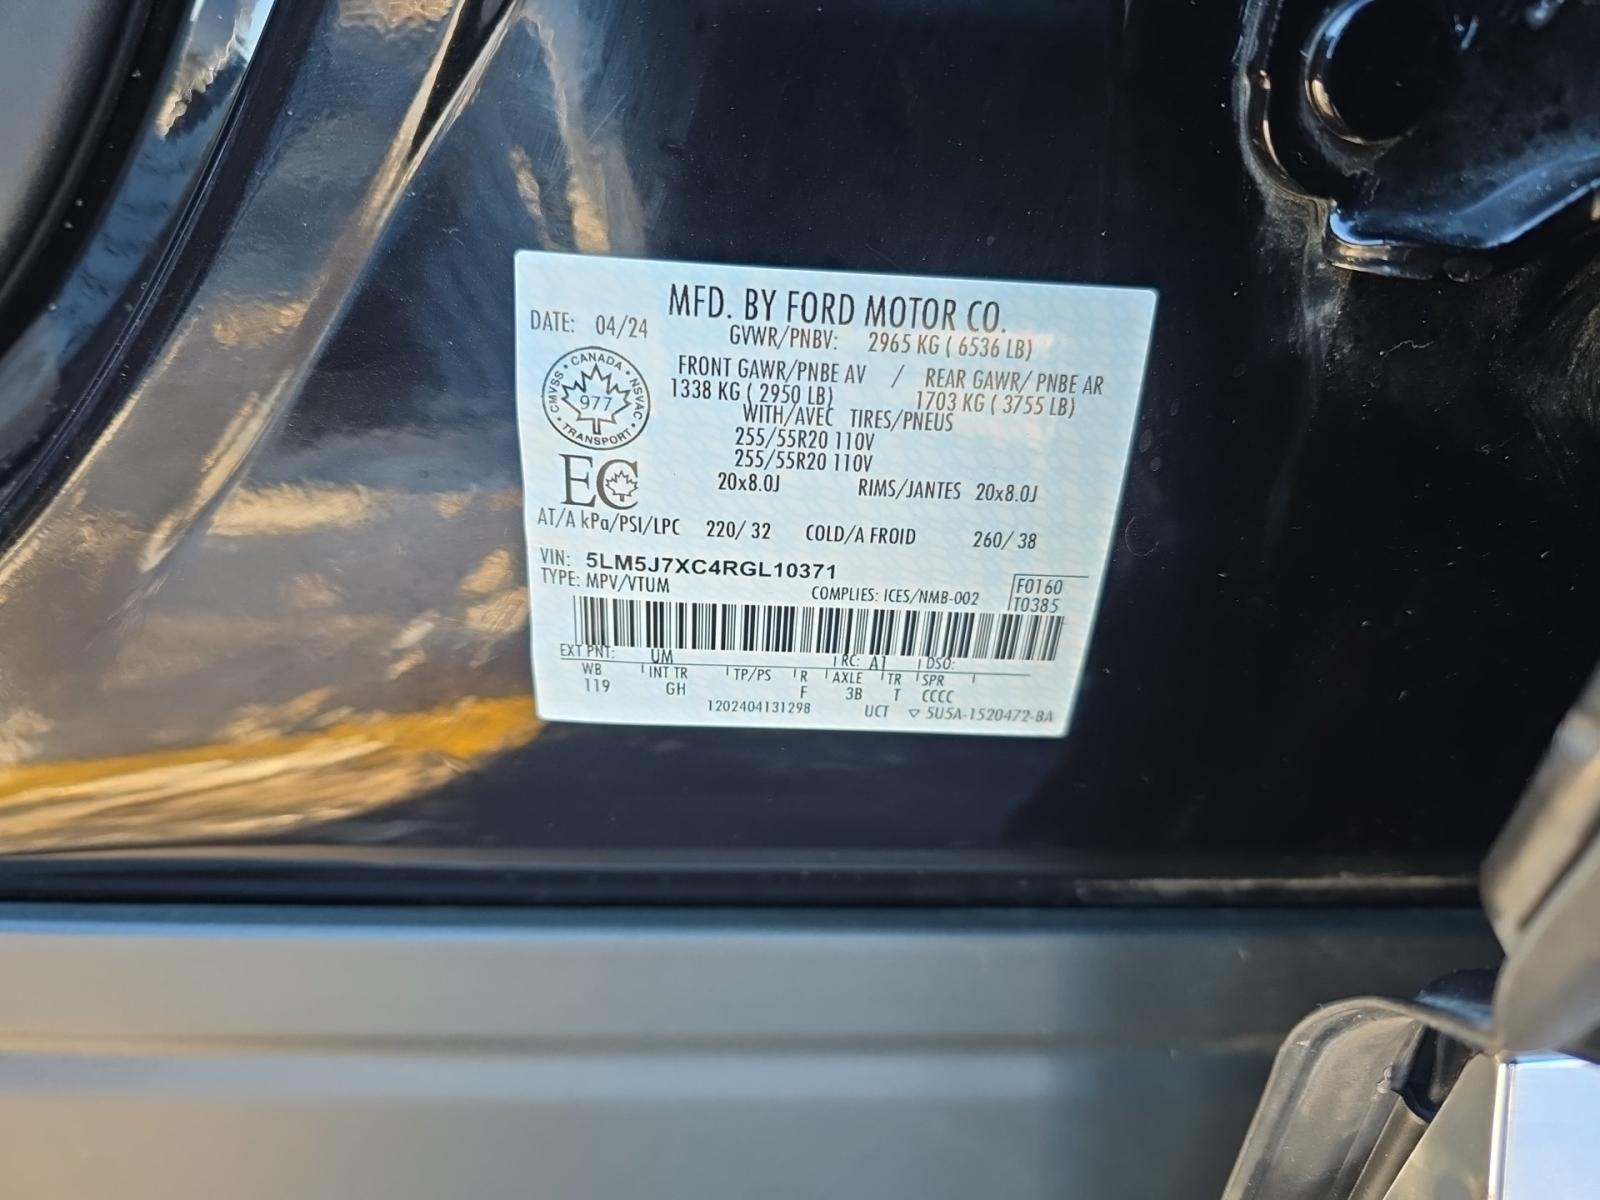 MFD. BY FORD MOTOR CO.
DATE: 04/24
GVWR/PNBV: 2965 KG ( 6536 LB)
CANADA
CMVSS
NSVAC
977
TRANSPORT
FRONT GAWR/PNBE AV / REAR GAWR/ PNBE AR
1338 KG ( 2950 LB) 1703 KG ( 3755 LB)
WITH/AVEC TIRES/PNEUS
255/55R20 110V
255/55R20 110V
EC
20x8.0J RIMS/JANTES 20x8.0J
AT/A kPa/PSI/LPC 220/ 32 COLD/A FROID 260/ 38
VIN: 5LM5J7XC4RGL10371
TYPE: MPV/VTUM
COMPLIES: ICES/NMB-002
F0160
T0385
EXT PNT: UM RC: A1 DSO:
WB INT TR TP/PS R AXLE TR SPR
119 GH F 3B T CCCC
1202404131298 UCT ▽ 5U5A-1520472-BA